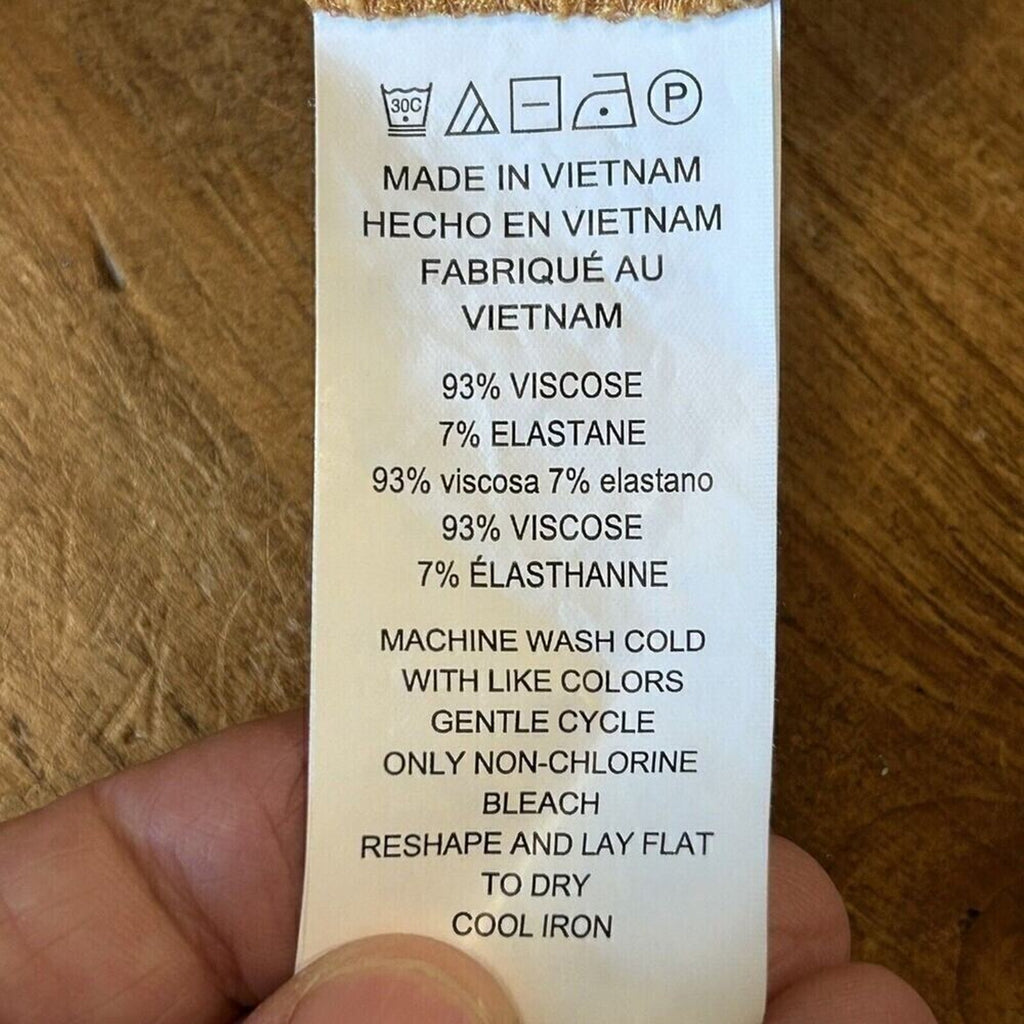 30C P
MADE IN VIETNAM
HECHO EN VIETNAM
FABRIQUÉ AU
VIETNAM
93% VISCOSE
7% ELASTANE
93% viscosa 7% elastano
93% VISCOSE
7% ÉLASTHANNE
MACHINE WASH COLD
WITH LIKE COLORS
GENTLE CYCLE
ONLY NON-CHLORINE
BLEACH
RESHAPE AND LAY FLAT
TO DRY
COOL IRON